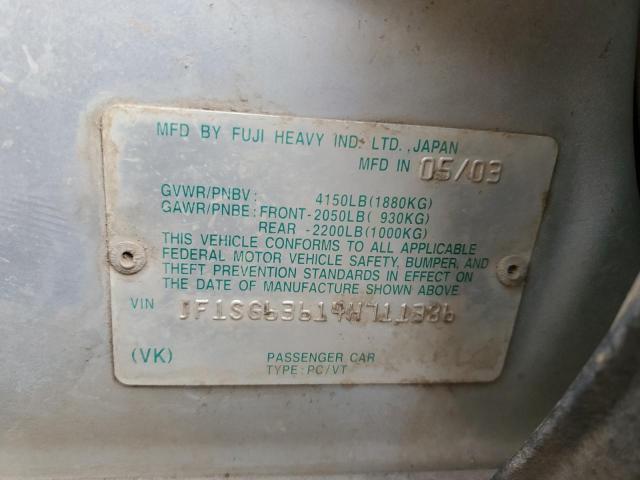 MFD BY FUJI HEAVY IND. LTD.,JAPAN
MFD IN 05/03
GVWR/PNBV: 4150LB(1880KG)
GAWR/PNBE: FRONT-2050LB( 930KG)
REAR -2200LB(1000KG)
THIS VEHICLE CONFORMS TO ALL APPLICABLE
FEDERAL MOTOR VEHICLE SAFETY, BUMPER, AND
THEFT PREVENTION STANDARDS IN EFFECT ON
THE DATE OF MANUFACTURE SHOWN ABOVE.
VIN
(VK) PASSENGER CAR
TYPE:PC/VT